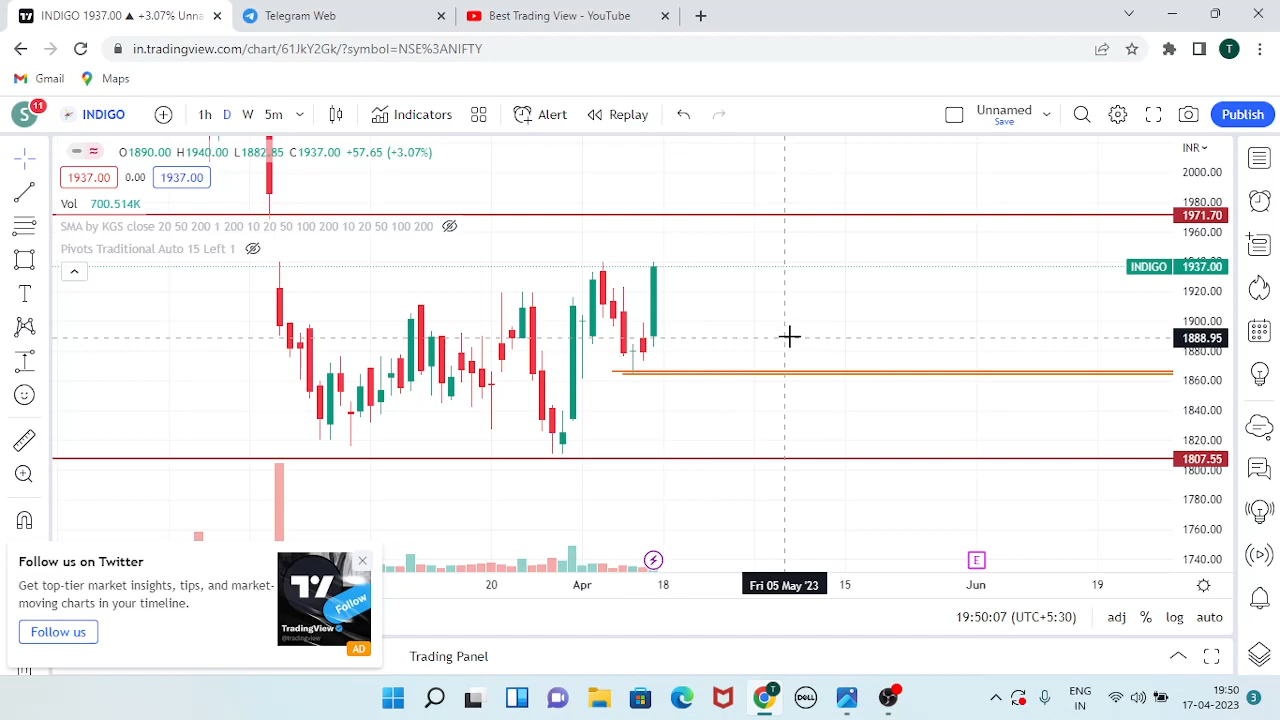 INDIGO 1937.00 ▲ +3.07% Unna
Telegram Web
Best Trading View - YouTube
in.tradingview.com/chart/61JkY2Gk/?symbol=NSE%3ANIFTY
T
Gmail
Maps
S
11
INDIGO
1h
D
W
5m
Indicators
Alert
Replay
Unnamed
Save
Publish
O1890.00 H1940.00 L1882.85 C1937.00 +57.65 (+3.07%)
INR
1937.00
0.00
1937.00
Vol 700.514K
SMA by KGS close 20 50 200 1 200 10 20 50 100 200 10 20 50 100 200
Pivots Traditional Auto 15 Left 1
2000.00
1980.00
1971.70
1960.00
INDIGO 1937.00
1920.00
1900.00
1888.95
1880.00
1860.00
1840.00
1820.00
1807.55
1800.00
1780.00
1760.00
1740.00
E
20
Apr
18
Fri 05 May '23
15
Jun
19
Follow us on Twitter
Get top-tier market insights, tips, and market-
moving charts in your timeline.
Follow us
Follow
TradingView
@tradingview
AD
19:50:07 (UTC+5:30)
adj
%
log
auto
Trading Panel
T
DELL
ENG
IN
19:50
17-04-2023
3